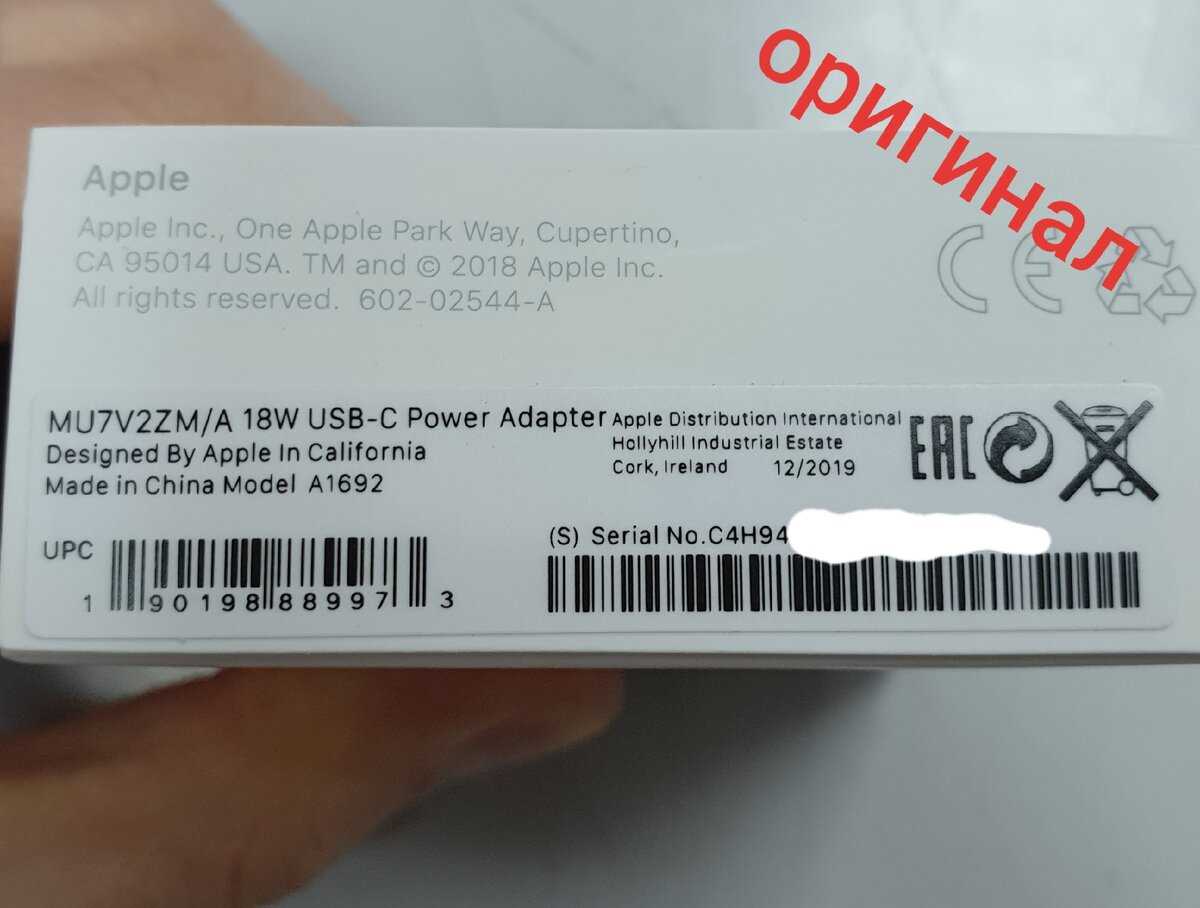 оригинал
Apple
Apple Inc., One Apple Park Way, Cupertino,
CA 95014 USA. TM and © 2018 Apple Inc.
All rights reserved. 602-02544-A
CE
MU7V2ZM/A 18W USB-C Power Adapter
Designed By Apple In California
Made in China Model A1692
Apple Distribution International
Hollyhill Industrial Estate
Cork, Ireland 12/2019
EAC
UPC
1 90198 88997 3
(S) Serial No.C4H94